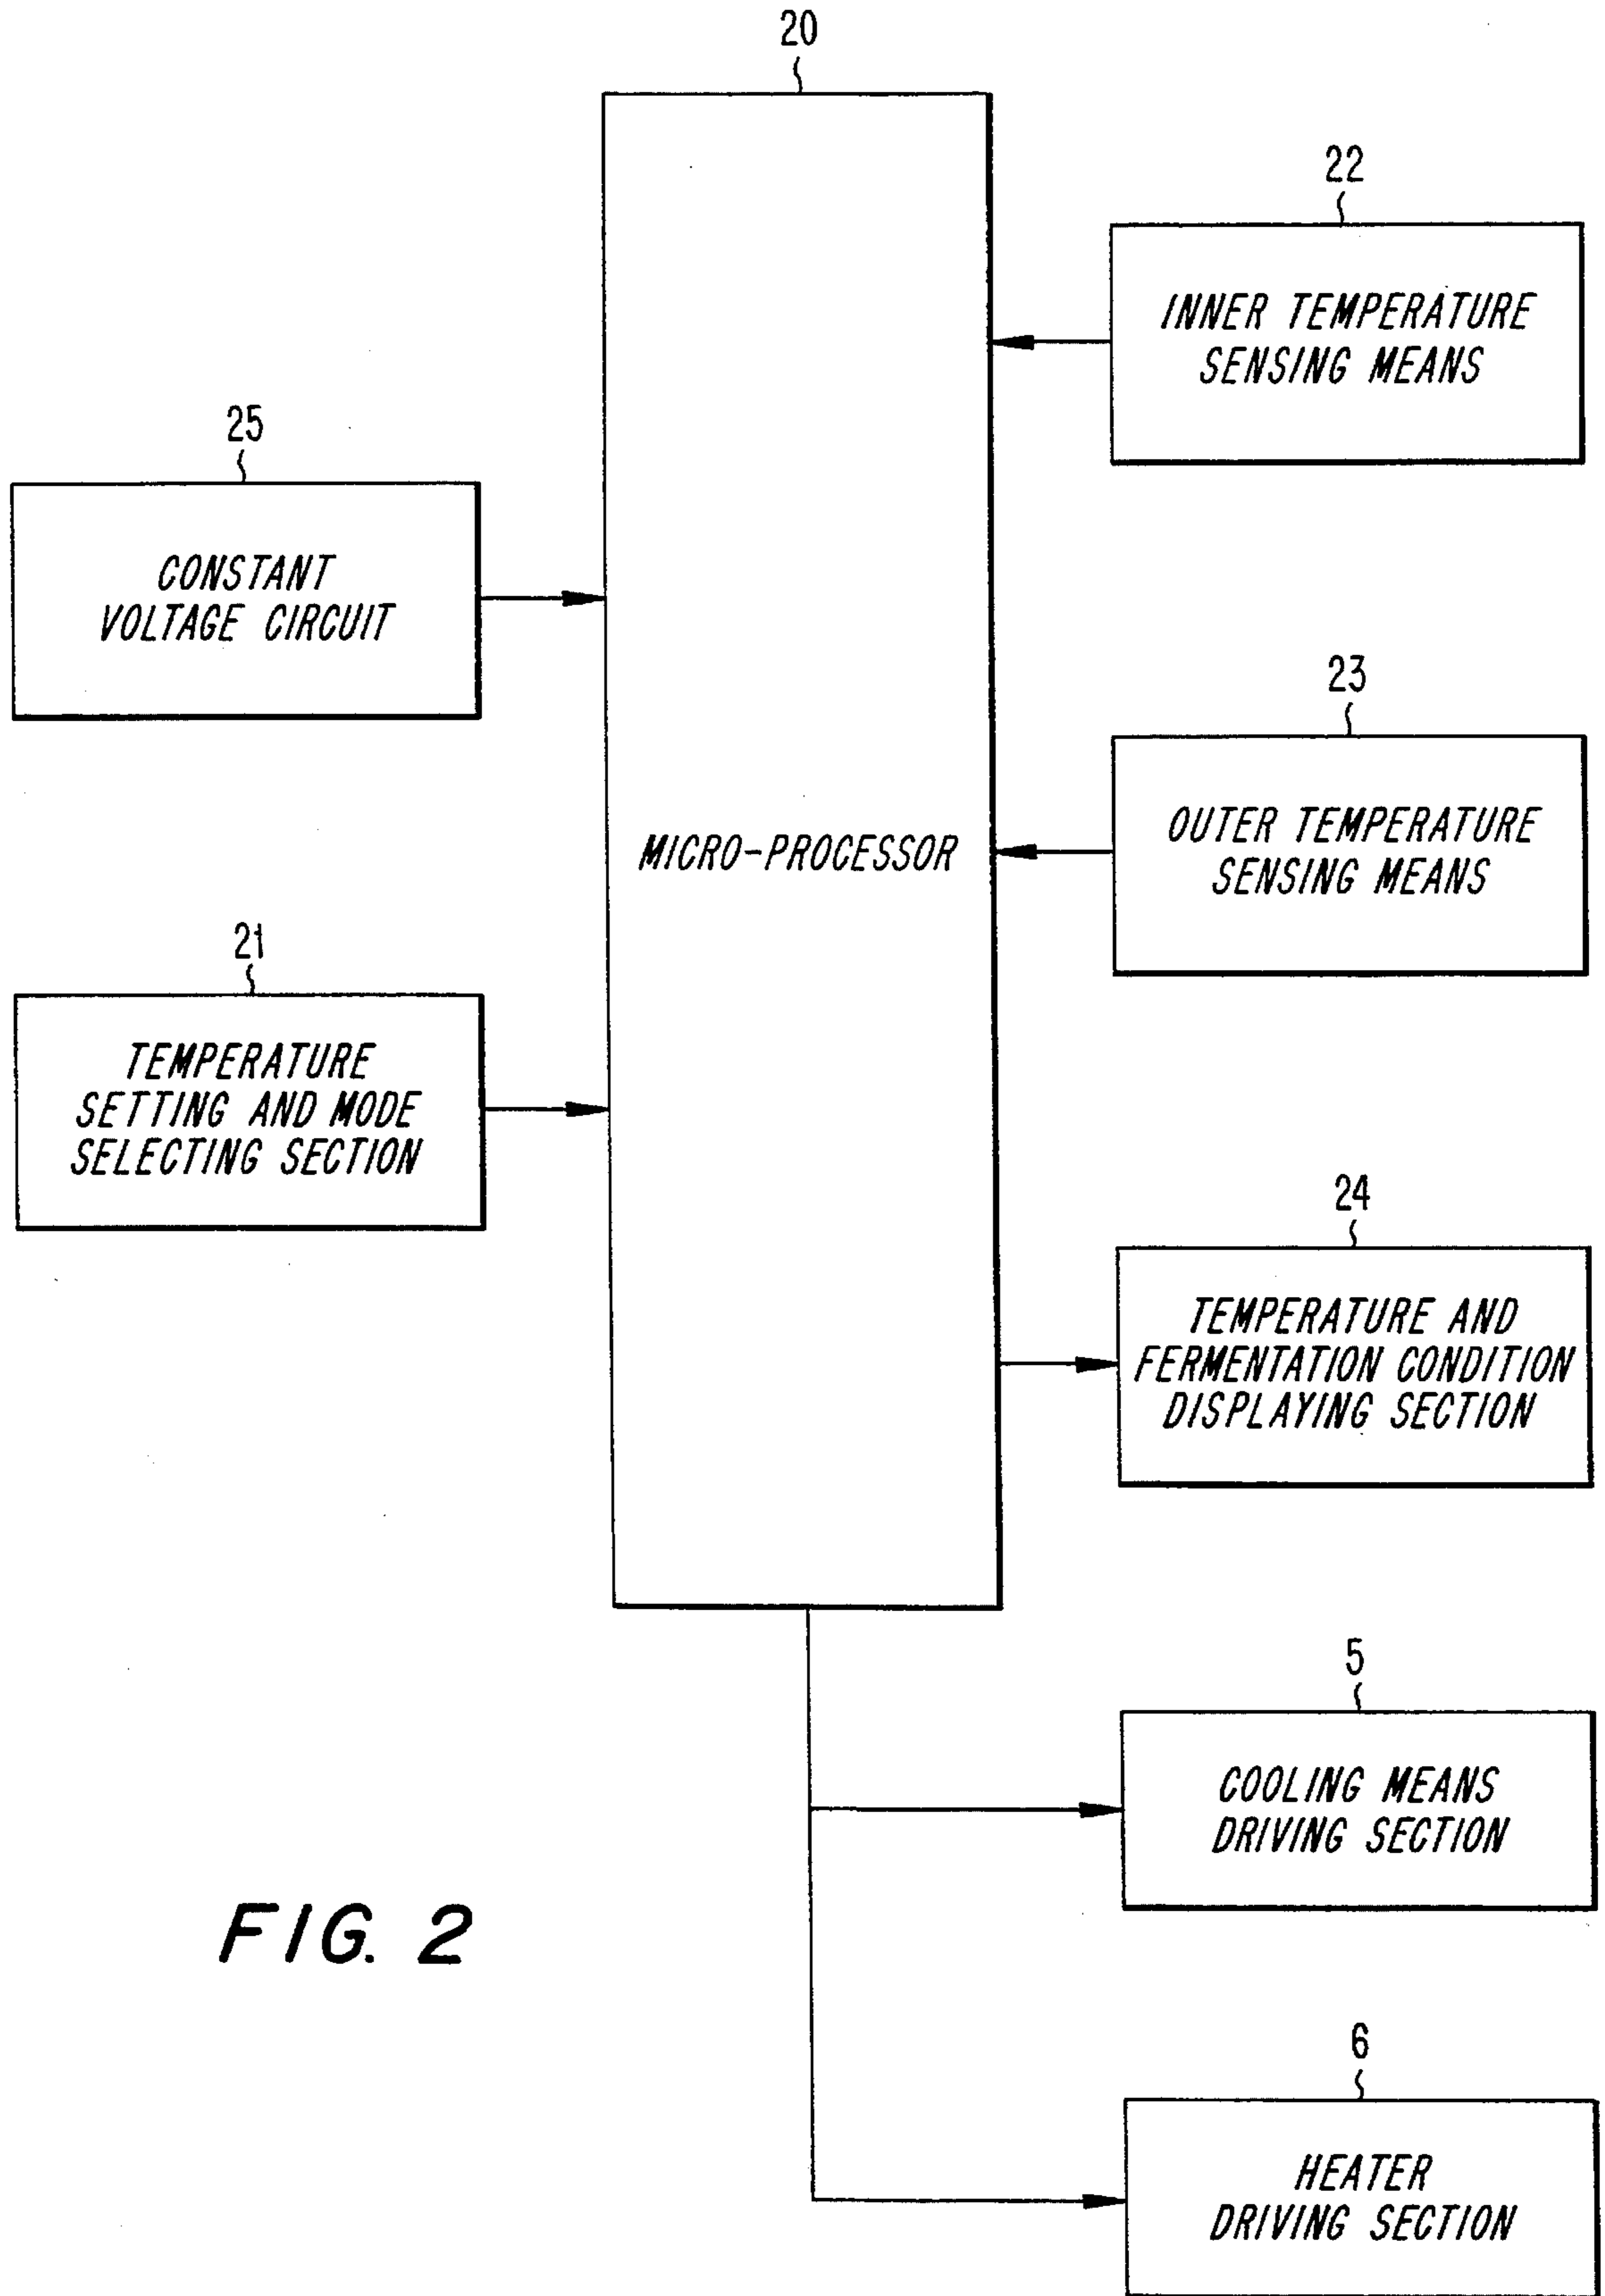 20
22
INNER TEMPERATURE
SENSING MEANS
25
CONSTANT
VOLTAGE CIRCUIT
23
OUTER TEMPERATURE
SENSING MEANS
MICRO-PROCESSOR
21
TEMPERATURE
SETTING AND MODE
SELECTING SECTION
24
TEMPERATURE AND
FERMENTATION CONDITION
DISPLAYING SECTION
5
COOLING MEANS
DRIVING SECTION
FIG. 2
6
HEATER
DRIVING SECTION